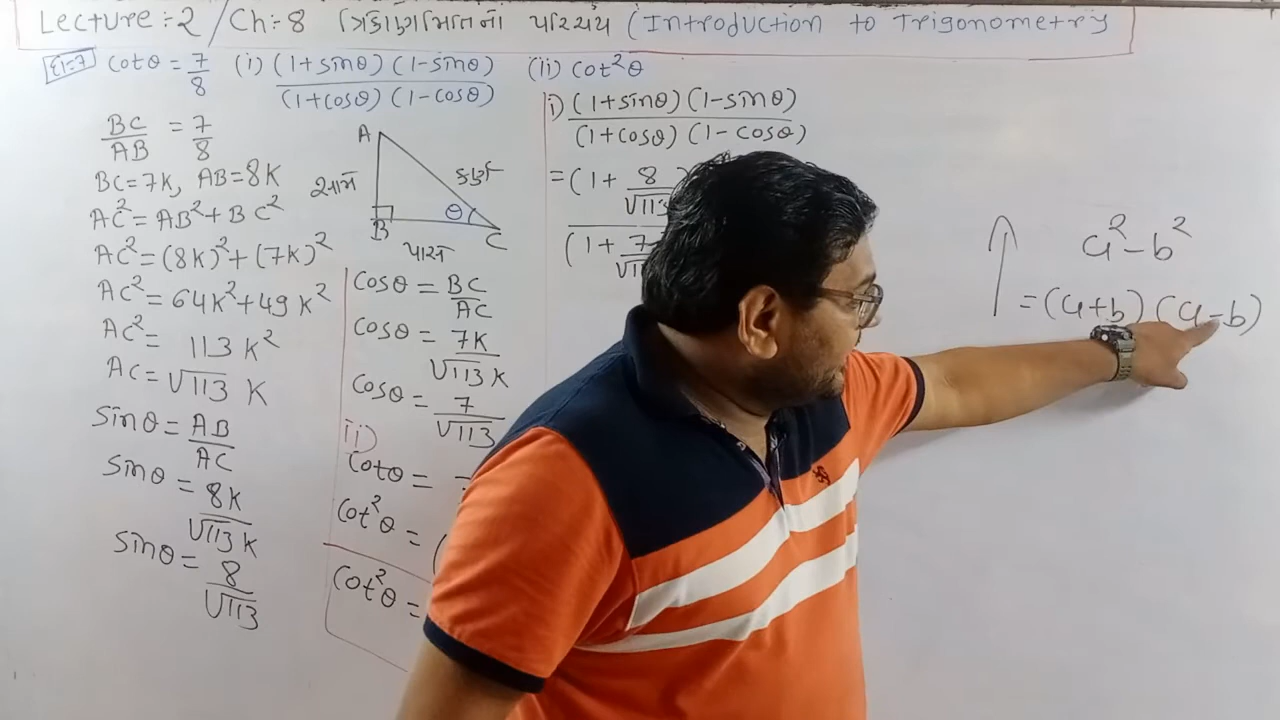 Lecture:-2 / Ch:-8 ત્રિકોણમિતિનો પરિચય (Introduction to Trigonometry
cotθ = 7/8 (i) (1+sinθ)(1-sinθ) / (1+cosθ)(1-cosθ) (ii) cot²θ
BC/AB = 7/8
BC=7K, AB=8K
AC²=AB²+BC²
AC²=(8K)²+(7K)²
AC²=64K²+49K²
AC²= 113K²
AC=√113 K
sinθ = AB/AC
sinθ = 8K/√113 K
sinθ = 8/√113
A
B
C
θ
સામે
કર્ણ
પાસે
cosθ = BC/AC
cosθ = 7K/√113 K
cosθ = 7/√113
ii)
cotθ =
cot²θ = (
cot²θ =
i) (1+sinθ)(1-sinθ) / (1+cosθ)(1-cosθ)
= (1 + 8/√113) / (1 + 7/√11
a²-b²
=(a+b)(a-b)